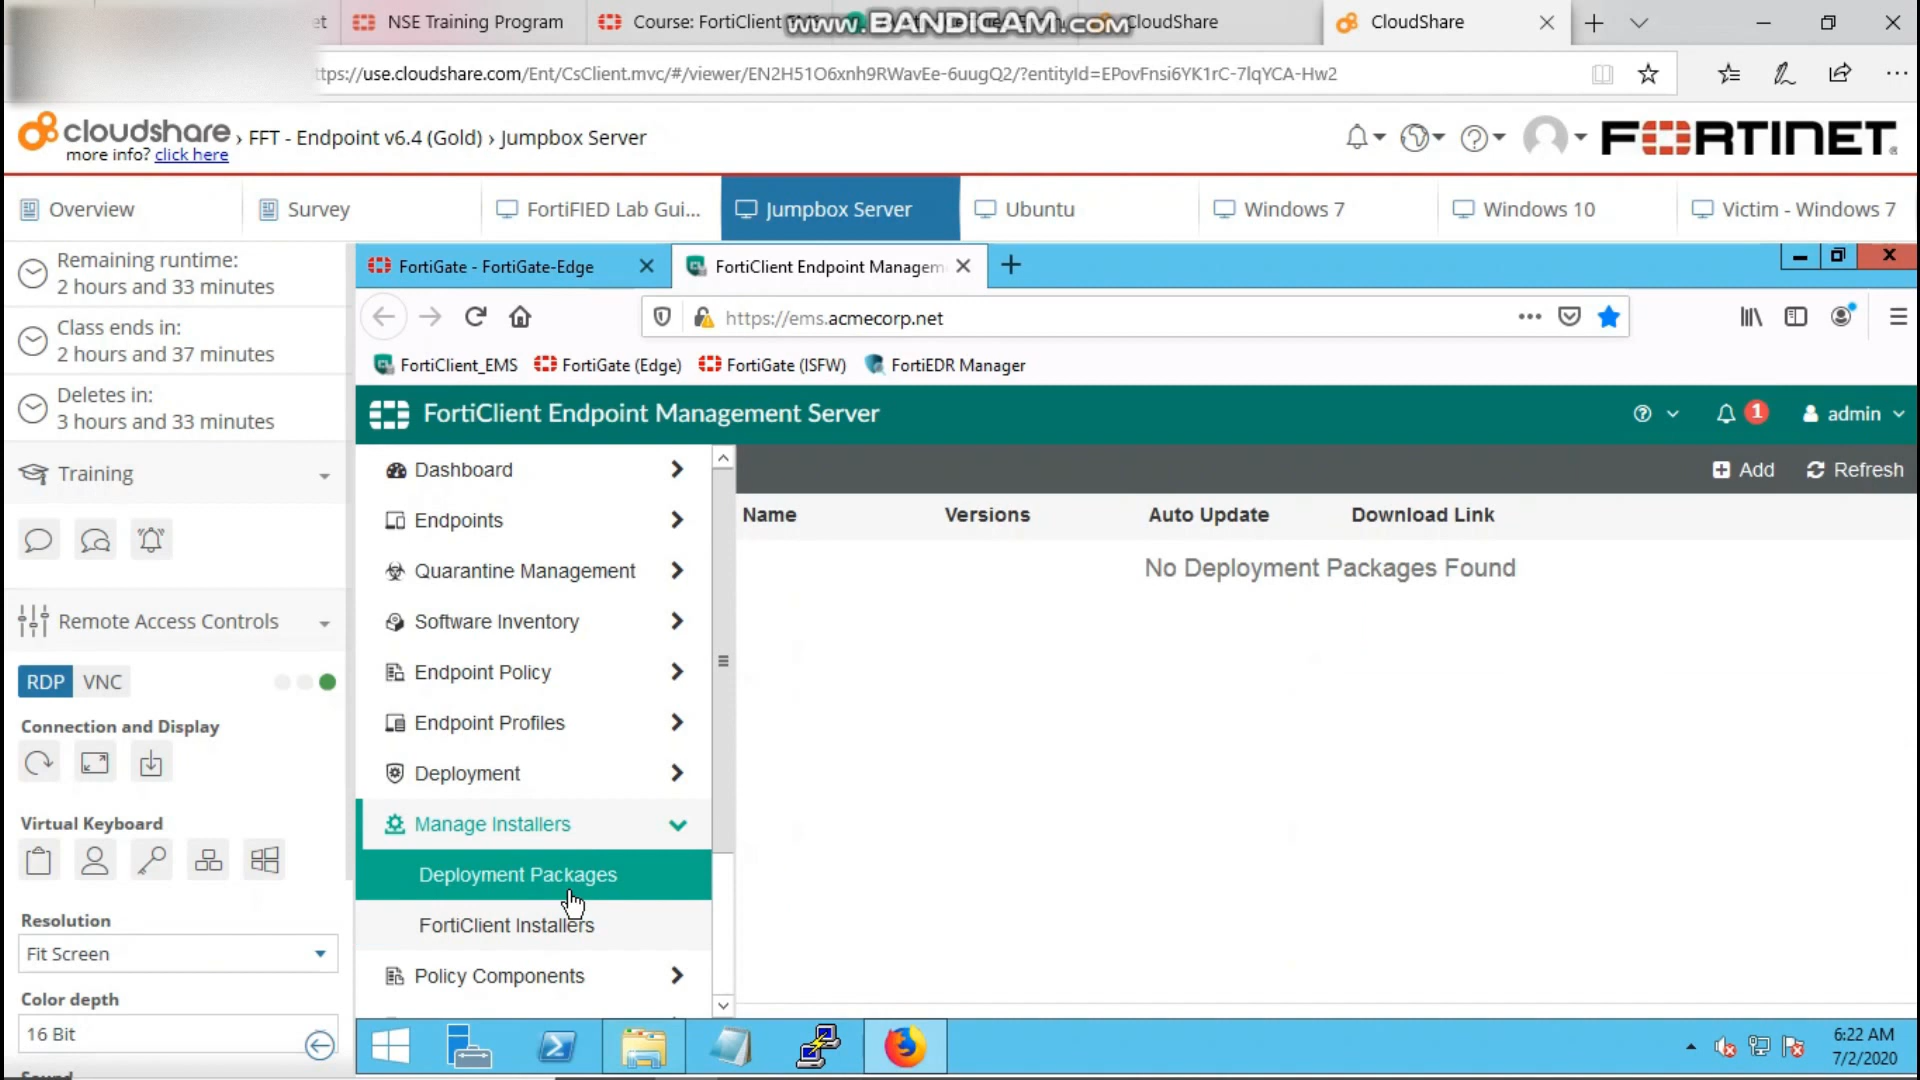 et
NSE Training Program
Course: FortiClient
www.BANDICAM.com
CloudShare
CloudShare
ttps://use.cloudshare.com/Ent/CsClient.mvc/#/viewer/EN2H51O6xnh9RWavEe-6uugQ2/?entityId=EPovFnsi6YK1rC-7lqYCA-Hw2
cloudshare › FFT - Endpoint v6.4 (Gold) › Jumpbox Server
more info? click here
FORTINET
Overview
Survey
FortiFIED Lab Gui...
Jumpbox Server
Ubuntu
Windows 7
Windows 10
Victim - Windows 7
Remaining runtime:
2 hours and 33 minutes
Class ends in:
2 hours and 37 minutes
Deletes in:
3 hours and 33 minutes
Training
Remote Access Controls
RDP VNC
Connection and Display
Virtual Keyboard
Resolution
Fit Screen
Color depth
16 Bit
FortiGate - FortiGate-Edge
FortiClient Endpoint Managem
https://ems.acmecorp.net
FortiClient_EMS
FortiGate (Edge)
FortiGate (ISFW)
FortiEDR Manager
FortiClient Endpoint Management Server
1
admin
Dashboard
Endpoints
Quarantine Management
Software Inventory
Endpoint Policy
Endpoint Profiles
Deployment
Manage Installers
Deployment Packages
FortiClient Installers
Policy Components
Add
Refresh
Name
Versions
Auto Update
Download Link
No Deployment Packages Found
6:22 AM
7/2/2020